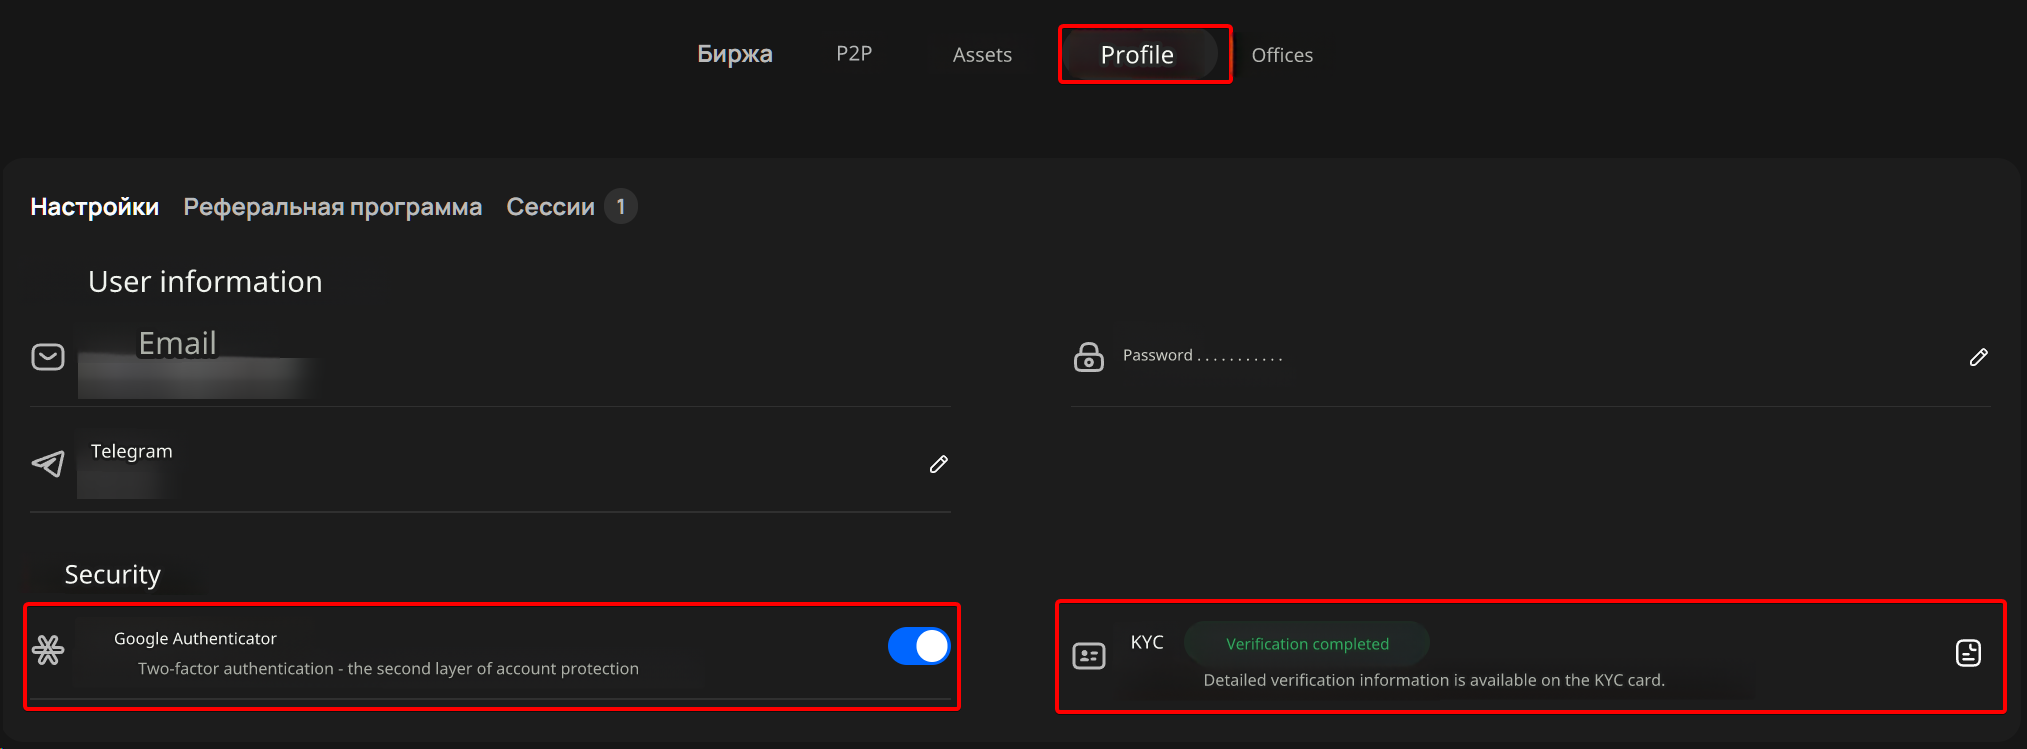 Биржа P2P Assets Profile Offices
Настройки Реферальная программа Сессии 1
User information
Email
Password ...........
Telegram
Security
Google Authenticator
Two-factor authentication - the second layer of account protection
KYC Verification completed
Detailed verification information is available on the KYC card.